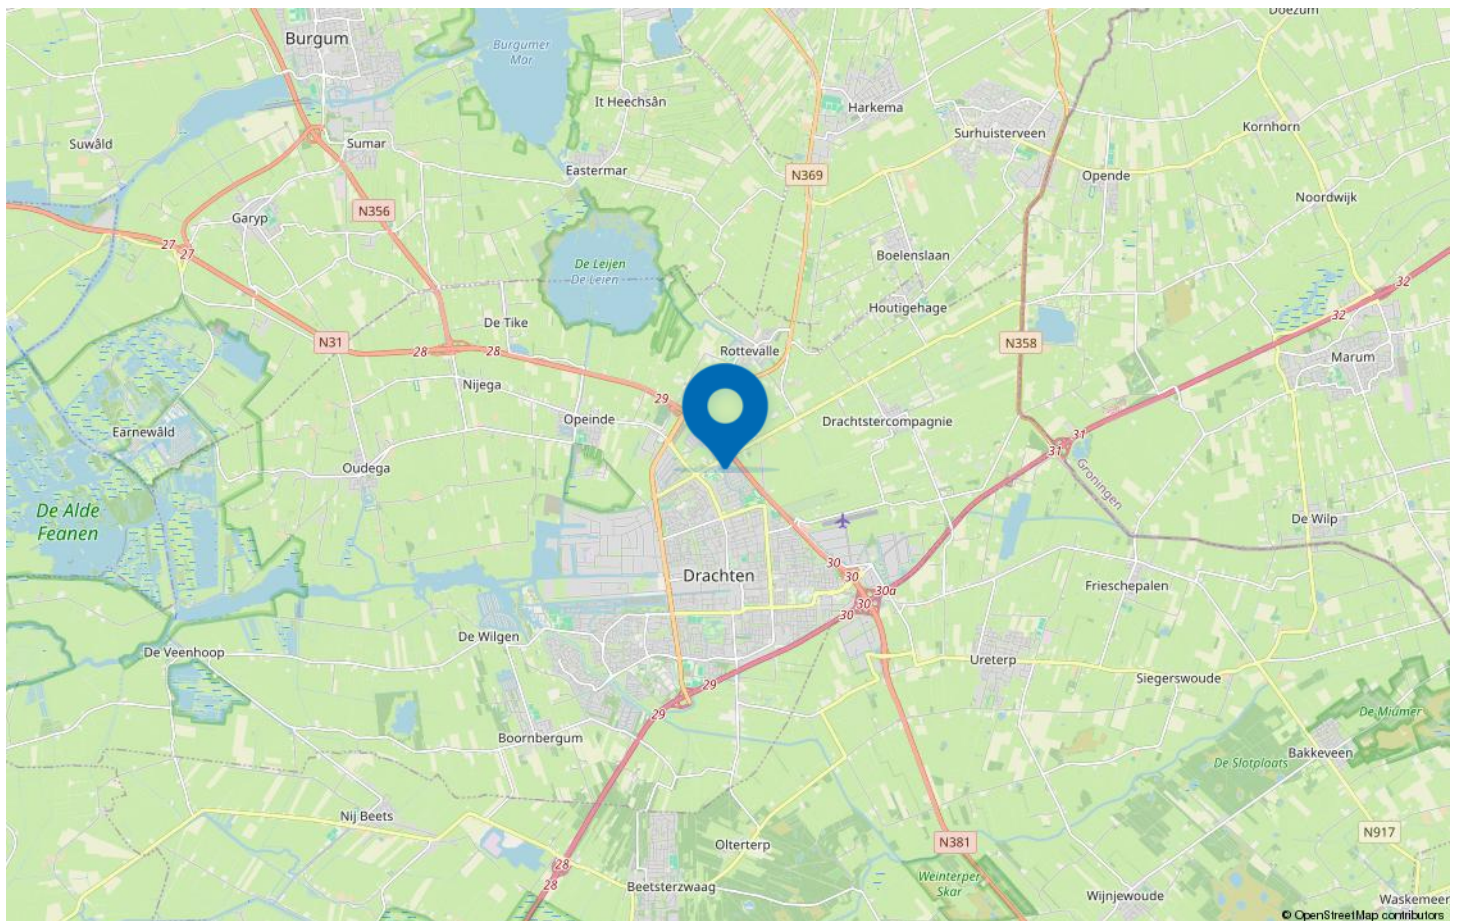 Doezum
Burgum
Burgumer
Mar
It Heechsân
Harkema
Surhuisterveen
Kornhorn
Suwâld
Sumar
Eastermar
N369
Opende
Noordwijk
N356
Garyp
27
27
De Leijen
De Leien
Boelenslaan
32
32
Houtigehage
De Tike
N31
28
28
Rottevalle
N358
Marum
Nijega
29
Opeinde
Drachtstercompagnie
31
31
Earnewâld
Oudega
Groningen
De Alde
Feanen
De Wilp
30
30
Drachten
30a
30
30
Frieschepalen
De Wilgen
De Veenhoop
Ureterp
Siegerswoude
29
29
De Miumer
Boornbergum
Bakkeveen
De Slotplaats
Nij Beets
N381
N917
Olterterp
28
28
Beetsterzwaag
Weinterper
Skar
Wijnjewoude
Waskemeer
© OpenStreetMap contributors